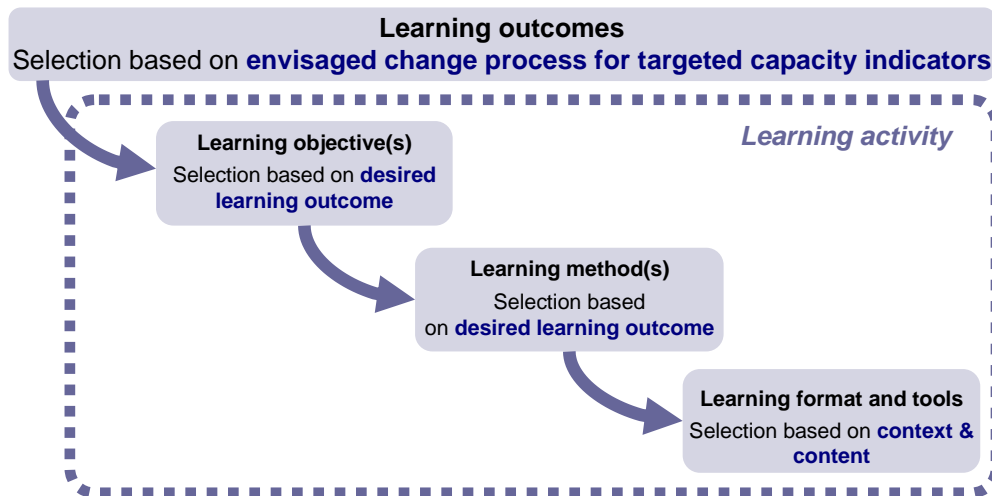 Learning outcomes
Selection based on envisaged change process for targeted capacity indicators
Learning activity
Learning objective(s)
Selection based on desired
learning outcome
Learning method(s)
Selection based
on desired learning outcome
Learning format and tools
Selection based on context &
content